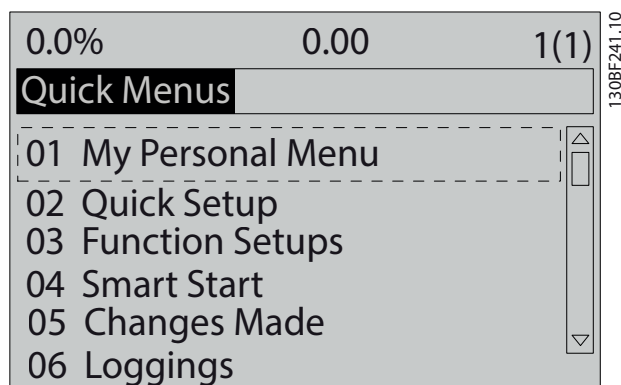 0.0% 0.00 1(1)
Quick Menus
01 My Personal Menu
02 Quick Setup
03 Function Setups
04 Smart Start
05 Changes Made
06 Loggings
130BF241.10